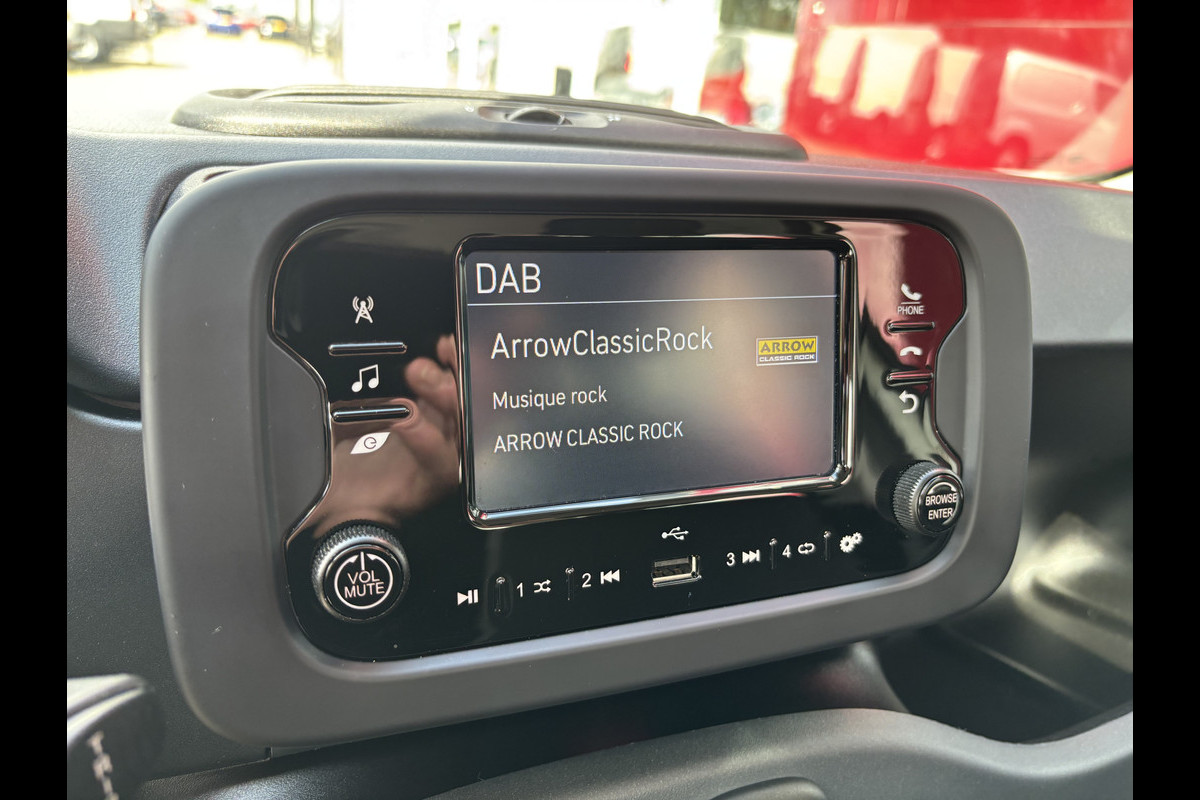 DAB
ArrowClassicRock
ARROW
CLASSIC ROCK
Musique rock
ARROW CLASSIC ROCK
PHONE
BROWSE
ENTER
VOL
MUTE
1
2
3
4